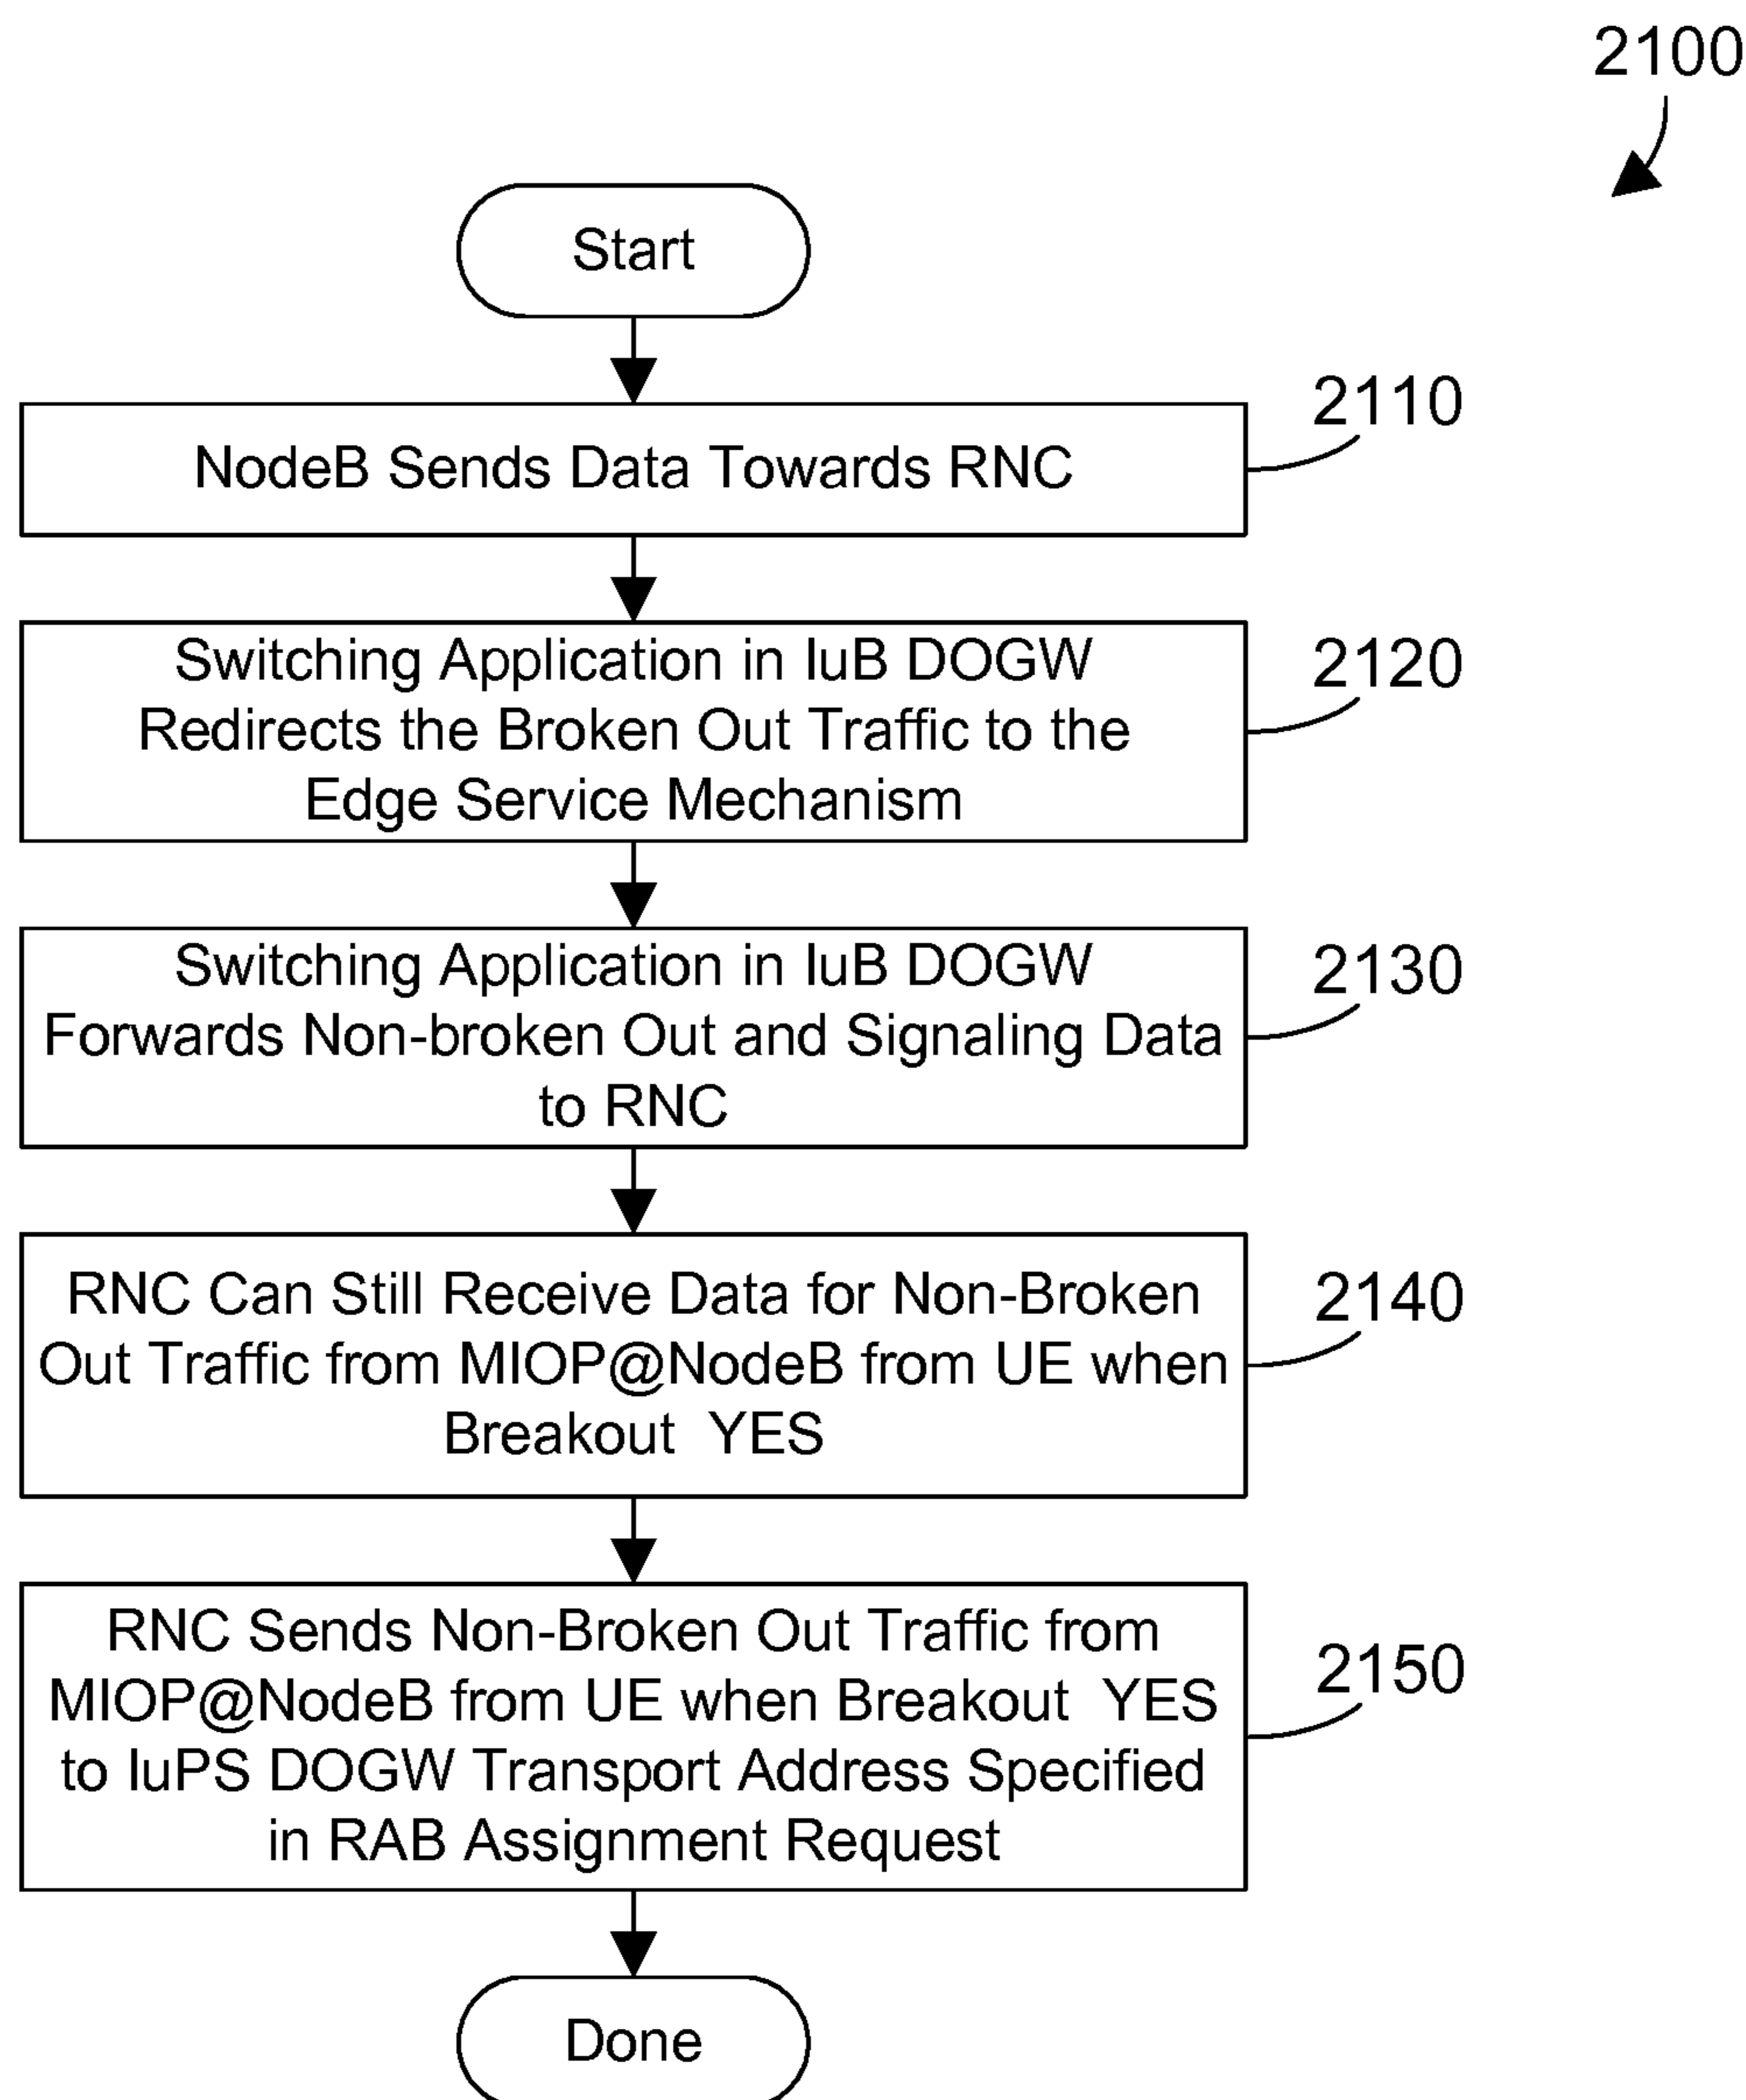 2100
Start
NodeB Sends Data Towards RNC
2110
Switching Application in IuB DOGW
Redirects the Broken Out Traffic to the
Edge Service Mechanism
2120
Switching Application in IuB DOGW
Forwards Non-broken Out and Signaling Data
to RNC
2130
RNC Can Still Receive Data for Non-Broken
Out Traffic from MIOP@NodeB from UE when
Breakout YES
2140
RNC Sends Non-Broken Out Traffic from
MIOP@NodeB from UE when Breakout YES
to IuPS DOGW Transport Address Specified
in RAB Assignment Request
2150
Done